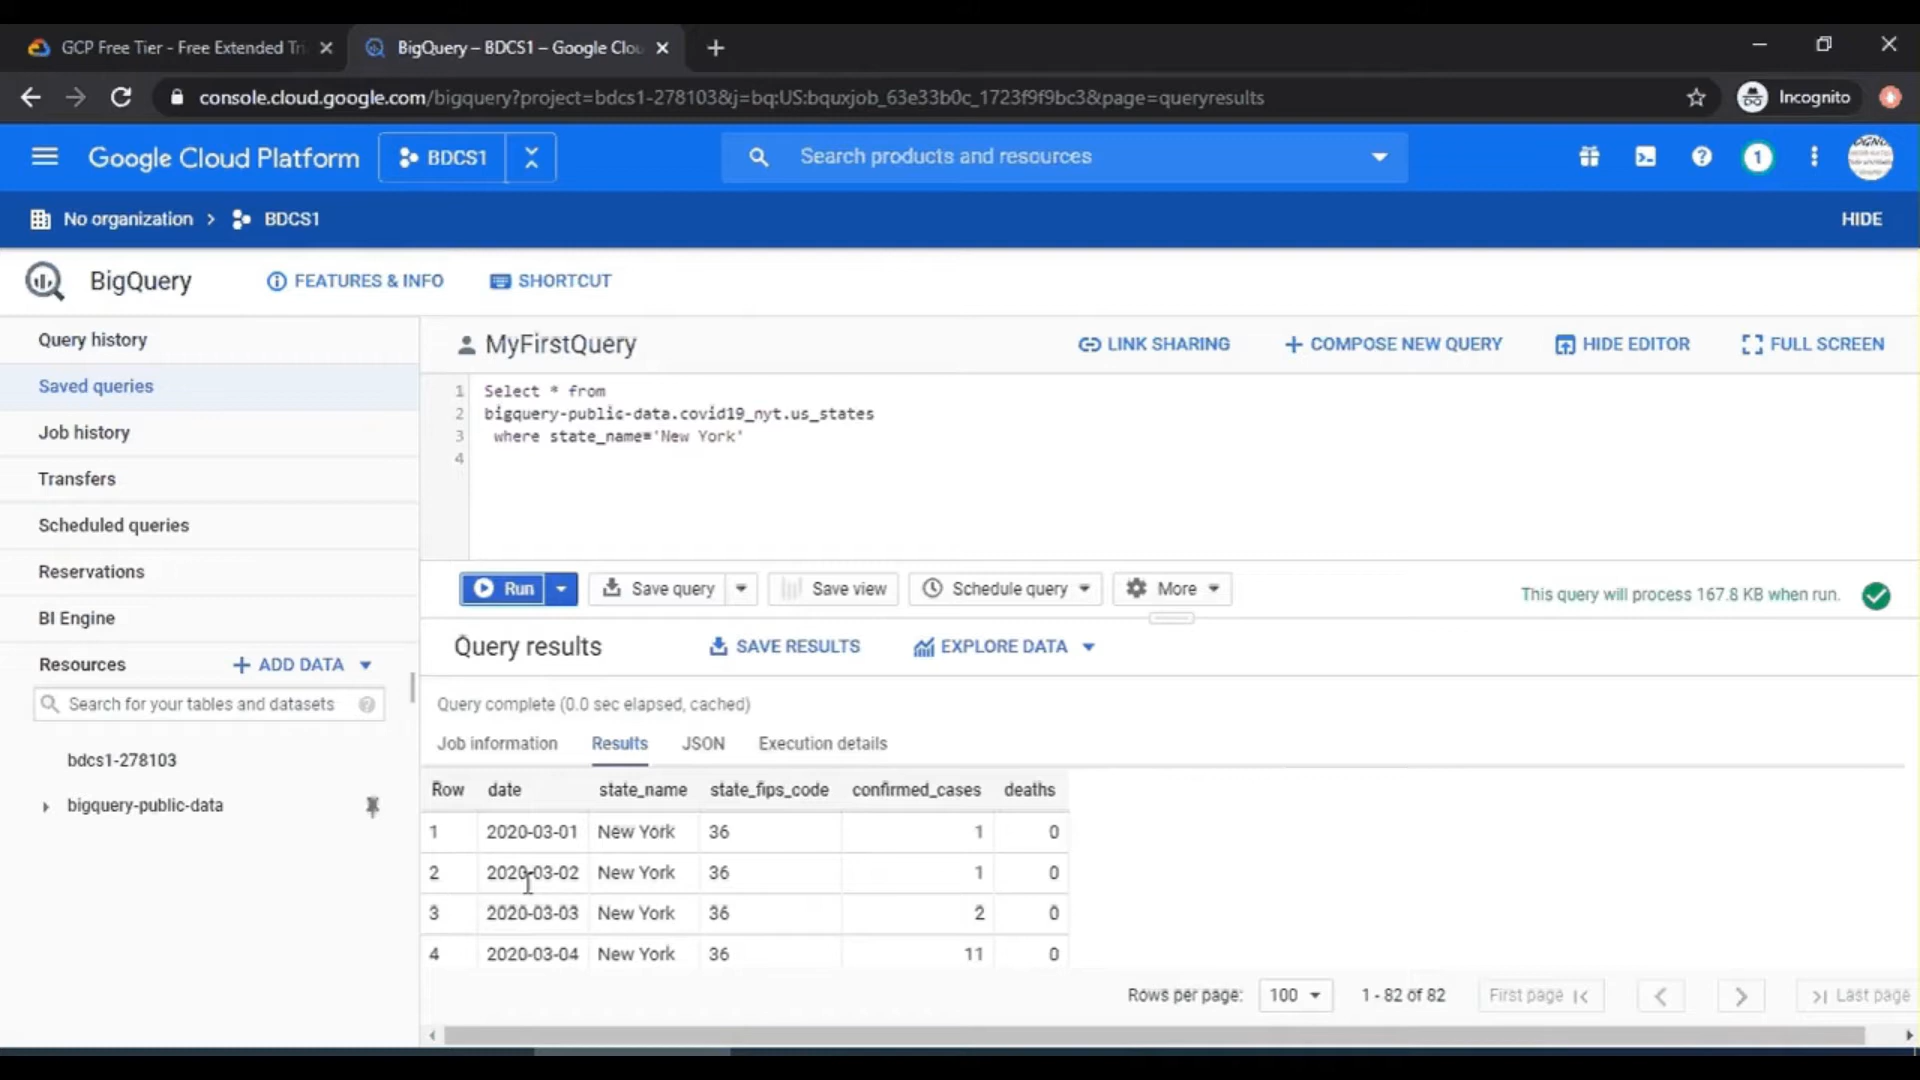 GCP Free Tier - Free Extended Tri
BigQuery – BDCS1 – Google Clou
console.cloud.google.com/bigquery?project=bdcs1-278103&j=bq:US:bquxjob_63e33b0c_1723f9f9bc3&page=queryresults
Incognito
Google Cloud Platform
BDCS1
Search products and resources
1
No organization > BDCS1
HIDE
BigQuery
FEATURES & INFO
SHORTCUT
Query history
Saved queries
Job history
Transfers
Scheduled queries
Reservations
BI Engine
Resources
+ ADD DATA
Search for your tables and datasets
bdcs1-278103
bigquery-public-data
MyFirstQuery
LINK SHARING
+ COMPOSE NEW QUERY
HIDE EDITOR
FULL SCREEN
1 Select * from
2 bigquery-public-data.covid19_nyt.us_states
3 where state_name='New York'
4
Run
Save query
Save view
Schedule query
More
This query will process 167.8 KB when run.
Query results
SAVE RESULTS
EXPLORE DATA
Query complete (0.0 sec elapsed, cached)
Job information Results JSON Execution details
Row date state_name state_fips_code confirmed_cases deaths
1 2020-03-01 New York 36 1 0
2 2020-03-02 New York 36 1 0
3 2020-03-03 New York 36 2 0
4 2020-03-04 New York 36 11 0
Rows per page: 100 1 - 82 of 82 First page Last page